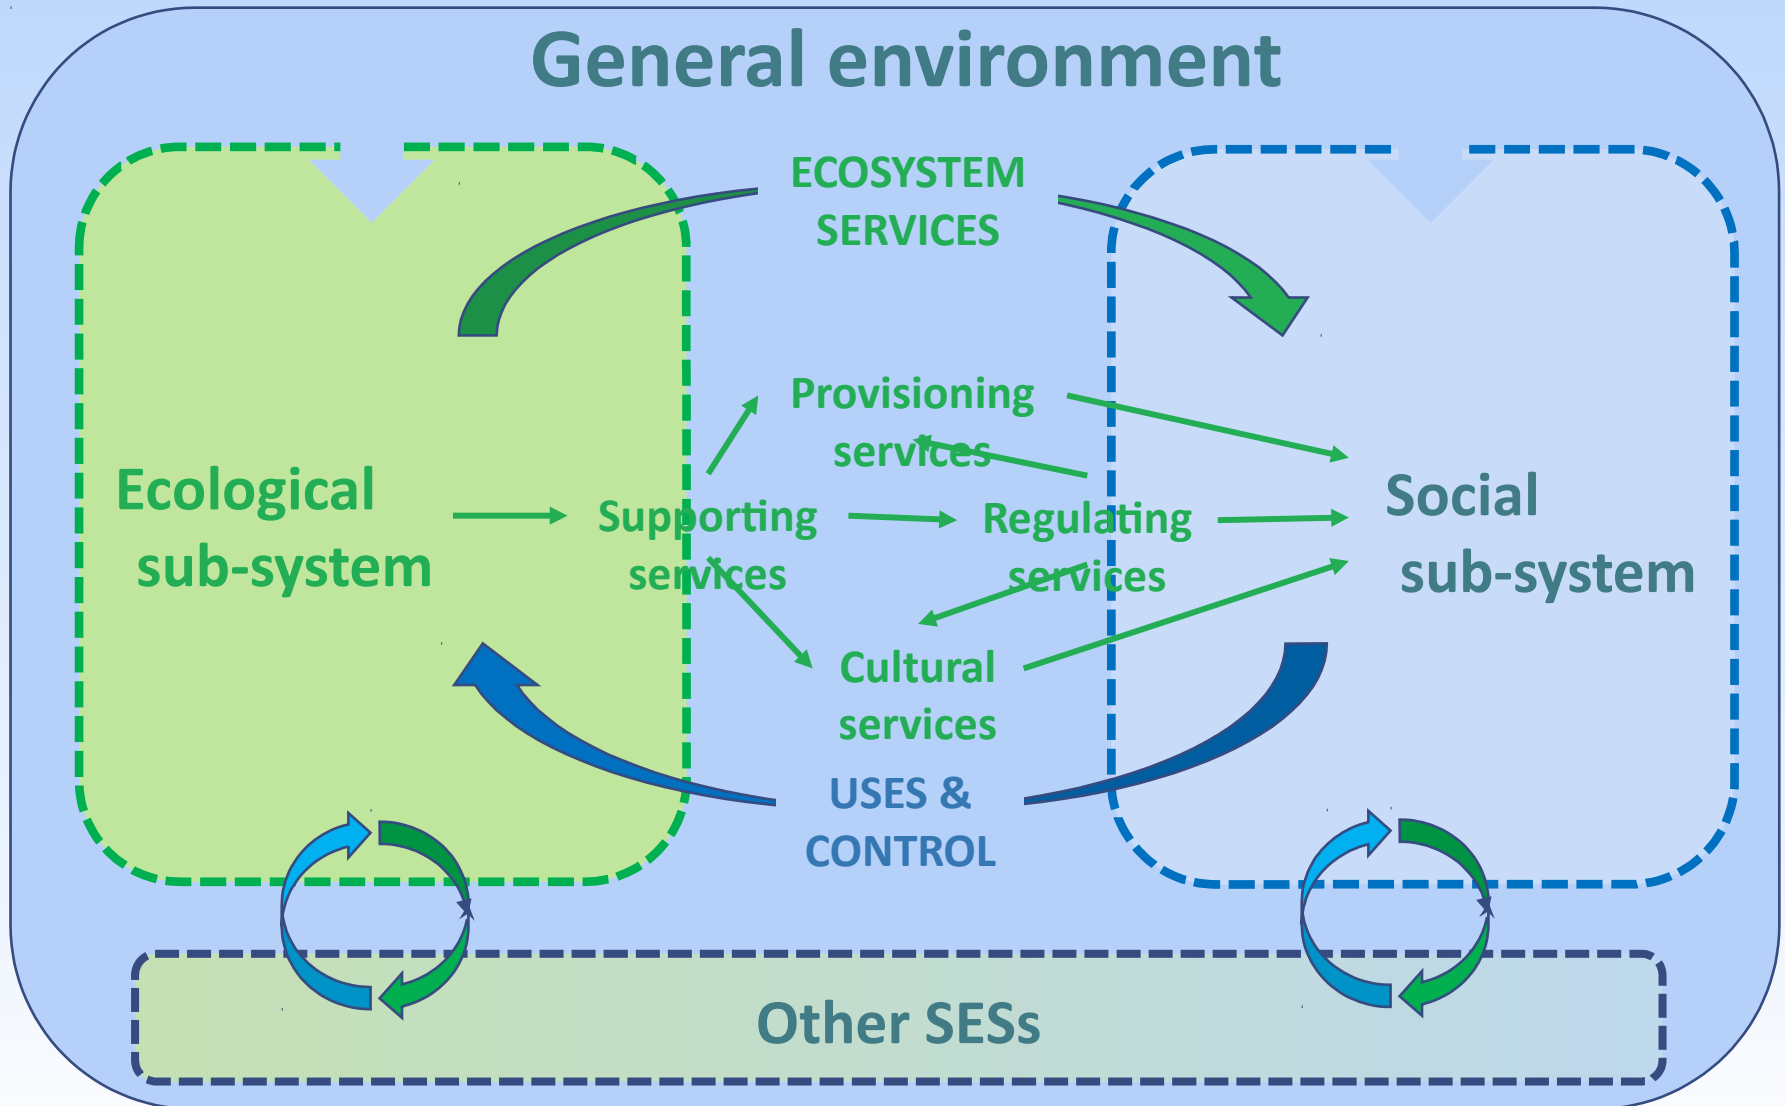 General environment
ECOSYSTEM
SERVICES
Provisioning
services
Ecological
sub-system
Supporting
services
Regulating
services
Social
sub-system
Cultural
services
USES &
CONTROL
Other SESs